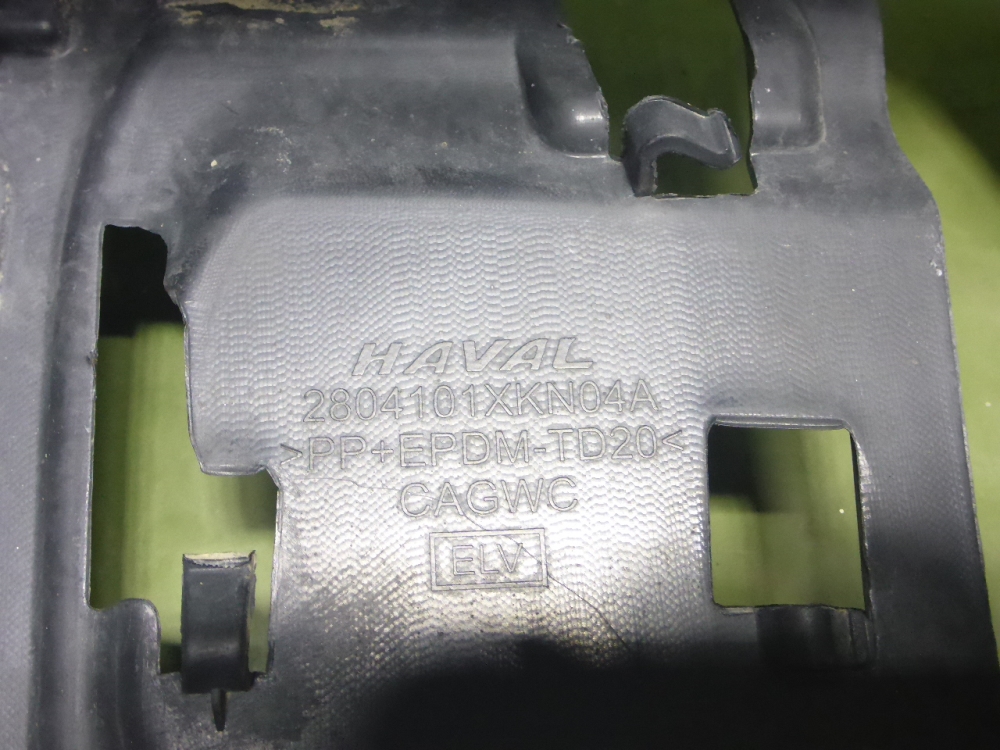 HAVAL
2804101XKN04A
>PP+EPDM-TD20<
CAGWC
ELV